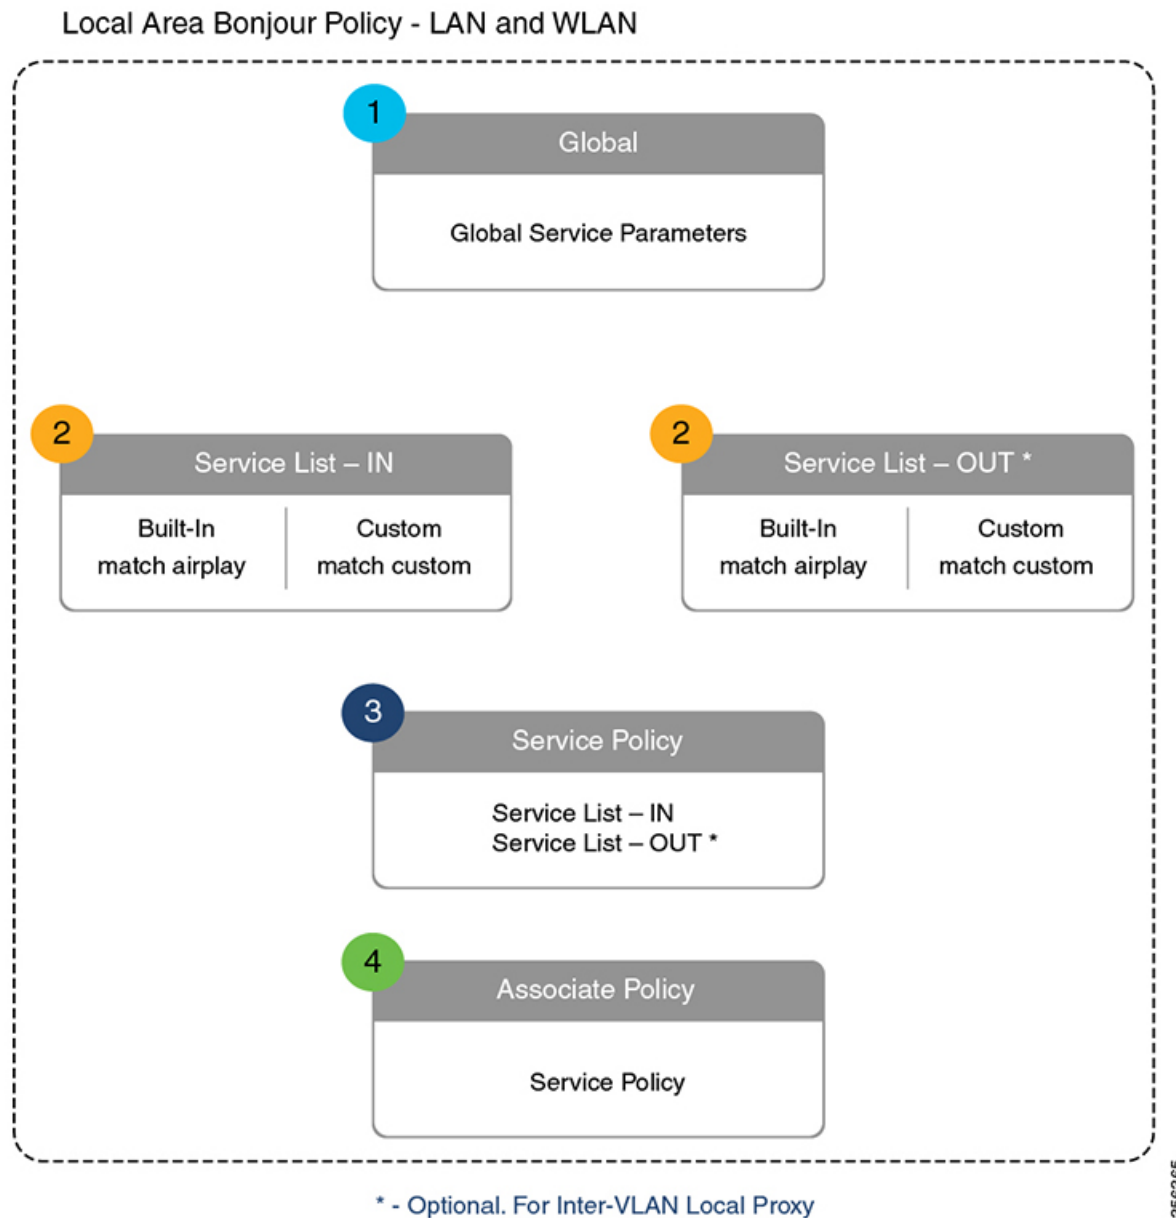 Local Area Bonjour Policy - LAN and WLAN
1
Global
Global Service Parameters
2
Service List – IN
Built-In
match airplay
Custom
match custom
2
Service List – OUT *
Built-In
match airplay
Custom
match custom
3
Service Policy
Service List – IN
Service List – OUT *
4
Associate Policy
Service Policy
* - Optional. For Inter-VLAN Local Proxy